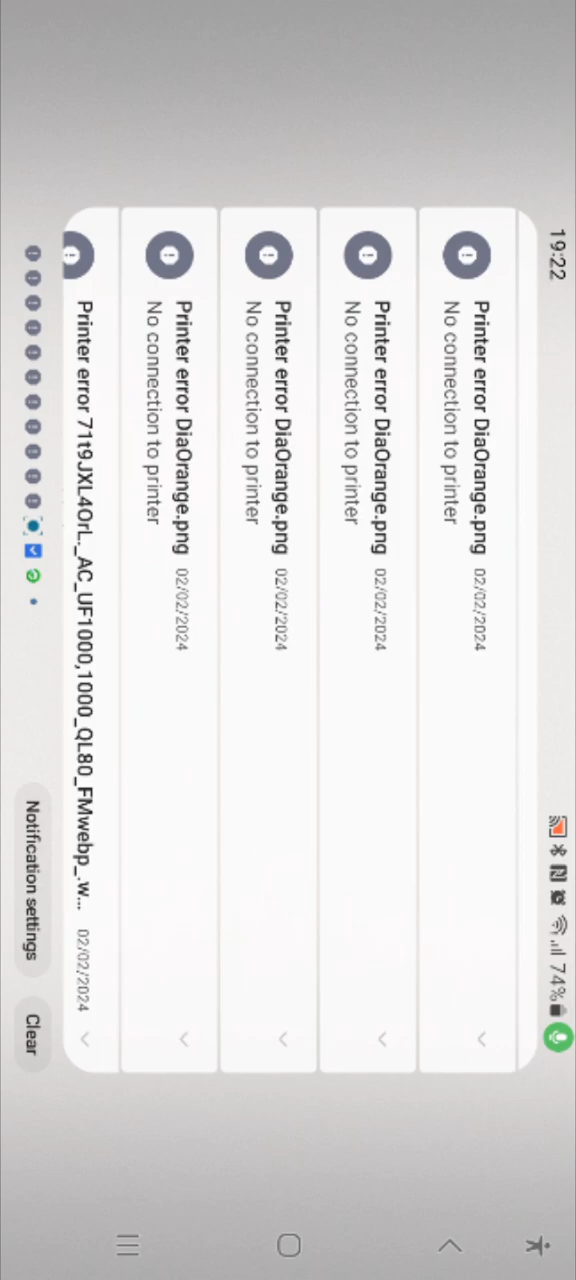 19:22
74%
Printer error DiaOrange.png 02/02/2024
No connection to printer
Printer error DiaOrange.png 02/02/2024
No connection to printer
Printer error DiaOrange.png 02/02/2024
No connection to printer
Printer error DiaOrange.png 02/02/2024
No connection to printer
Printer error 71t9JXL4OrL._AC_UF1000,1000_QL80_FMwebp_.w... 02/02/2024
Notification settings
Clear